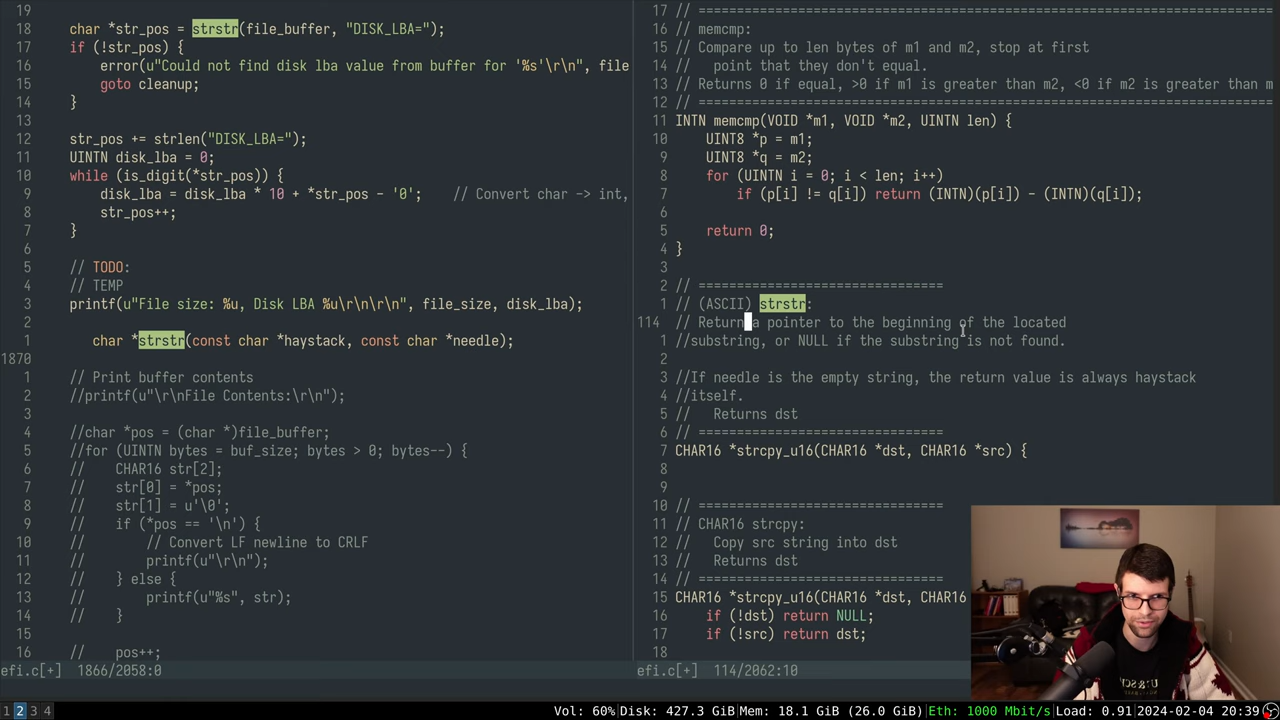 19
18 char *str_pos = strstr(file_buffer, "DISK_LBA=");
17 if (!str_pos) {
16 error(u"Could not find disk lba value from buffer for '%s'\r\n", file
15 goto cleanup;
14 }
13
12 str_pos += strlen("DISK_LBA=");
11 UINTN disk_lba = 0;
10 while (is_digit(*str_pos)) {
9 disk_lba = disk_lba * 10 + *str_pos - '0'; // Convert char -> int,
8 str_pos++;
7 }
6
5 // TODO:
4 // TEMP
3 printf(u"File size: %u, Disk LBA %u\r\n\r\n", file_size, disk_lba);
2
1 char *strstr(const char *haystack, const char *needle);
1870
1 // Print buffer contents
2 //printf(u"\r\nFile Contents:\r\n");
3
4 //char *pos = (char *)file_buffer;
5 //for (UINTN bytes = buf_size; bytes > 0; bytes--) {
6 // CHAR16 str[2];
7 // str[0] = *pos;
8 // str[1] = u'\0';
9 // if (*pos == '\n') {
10 // // Convert LF newline to CRLF
11 // printf(u"\r\n");
12 // } else {
13 // printf(u"%s", str);
14 // }
15
16 // pos++;
efi.c[+] 1866/2058:0
17 // ===============================================================
16 // memcmp:
15 // Compare up to len bytes of m1 and m2, stop at first
14 // point that they don't equal.
13 // Returns 0 if equal, >0 if m1 is greater than m2, <0 if m2 is greater than m
12 // ===============================================================
11 INTN memcmp(VOID *m1, VOID *m2, UINTN len) {
10 UINT8 *p = m1;
9 UINT8 *q = m2;
8 for (UINTN i = 0; i < len; i++)
7 if (p[i] != q[i]) return (INTN)(p[i]) - (INTN)(q[i]);
6
5 return 0;
4 }
3
2 // ================================
1 // (ASCII) strstr:
114 // Return a pointer to the beginning of the located
1 //substring, or NULL if the substring is not found.
2
3 //If needle is the empty string, the return value is always haystack
4 //itself.
5 // Returns dst
6 // ================================
7 CHAR16 *strcpy_u16(CHAR16 *dst, CHAR16 *src) {
8
9
10 // ================================
11 // CHAR16 strcpy:
12 // Copy src string into dst
13 // Returns dst
14 // ================================
15 CHAR16 *strcpy_u16(CHAR16 *dst, CHAR16
16 if (!dst) return NULL;
17 if (!src) return dst;
18
efi.c[+] 114/2062:10
1 2 3 4
Vol: 60% Disk: 427.3 GiB Mem: 18.1 GiB (26.0 GiB) Eth: 1000 Mbit/s Load: 0.91 2024-02-04 20:39